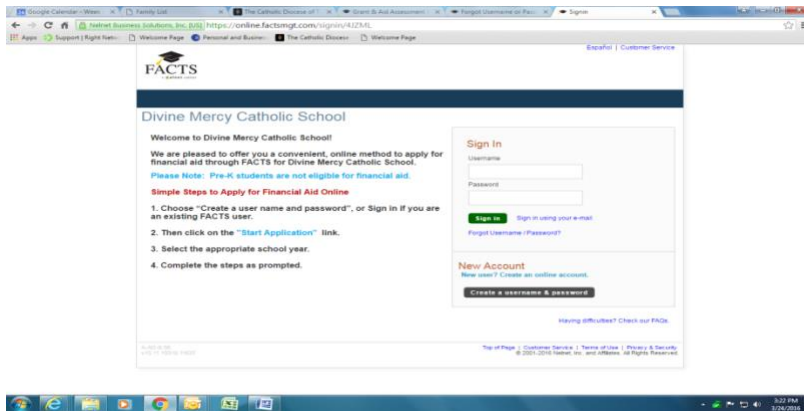 Google Calendar - Week
Family List
The Catholic Diocese of
Grant & Aid Assessment
Forgot Username or Pas
Signin
Nelnet Business Solutions, Inc. [US] https://online.factsmgt.com/signin/4JZML
Apps Support | Right Netw Welcome Page Personal and Busine The Catholic Diocese Welcome Page
Español | Customer Service
FACTS
Divine Mercy Catholic School
Welcome to Divine Mercy Catholic School!
We are pleased to offer you a convenient, online method to apply for
financial aid through FACTS for Divine Mercy Catholic School.
Please Note: Pre-K students are not eligible for financial aid.
Simple Steps to Apply for Financial Aid Online
1. Choose “Create a user name and password”, or Sign in if you are
an existing FACTS user.
2. Then click on the "Start Application" link.
3. Select the appropriate school year.
4. Complete the steps as prompted.
Sign In
Username
Password
Sign in Sign in using your e-mail
Forgot Username / Password?
New Account
New user? Create an online account.
Create a username & password
Having difficulties? Check our FAQs.
Top of Page | Customer Service | Terms of Use | Privacy & Security
© 2001-2016 Nelnet, Inc. and Affiliates. All Rights Reserved.
3:22 PM
3/24/2016